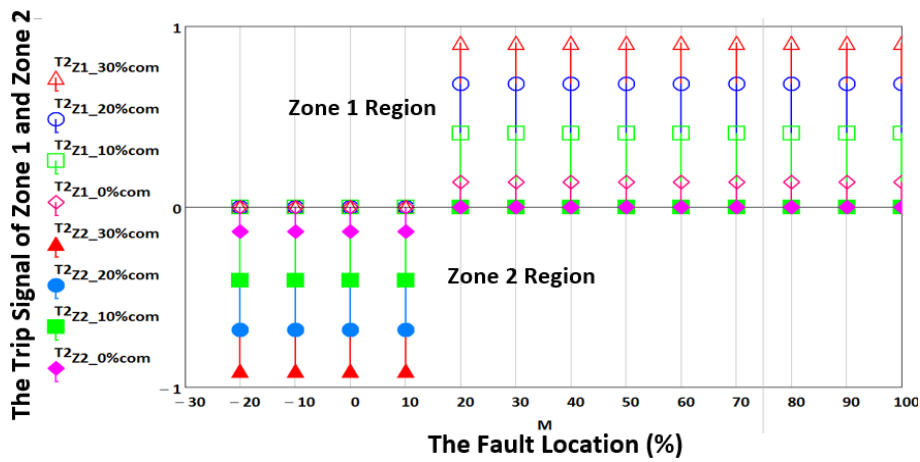 The Trip Signal of Zone 1 and Zone 2
T2Z1_30%com
T2Z1_20%com
T2Z1_10%com
T2Z1_0%com
T2Z2_30%com
T2Z2_20%com
T2Z2_10%com
T2Z2_0%com
1
0
−1
Zone 1 Region
Zone 2 Region
−30 −20 −10 0 10 20 30 40 50 60 70 80 90 100
M
The Fault Location (%)